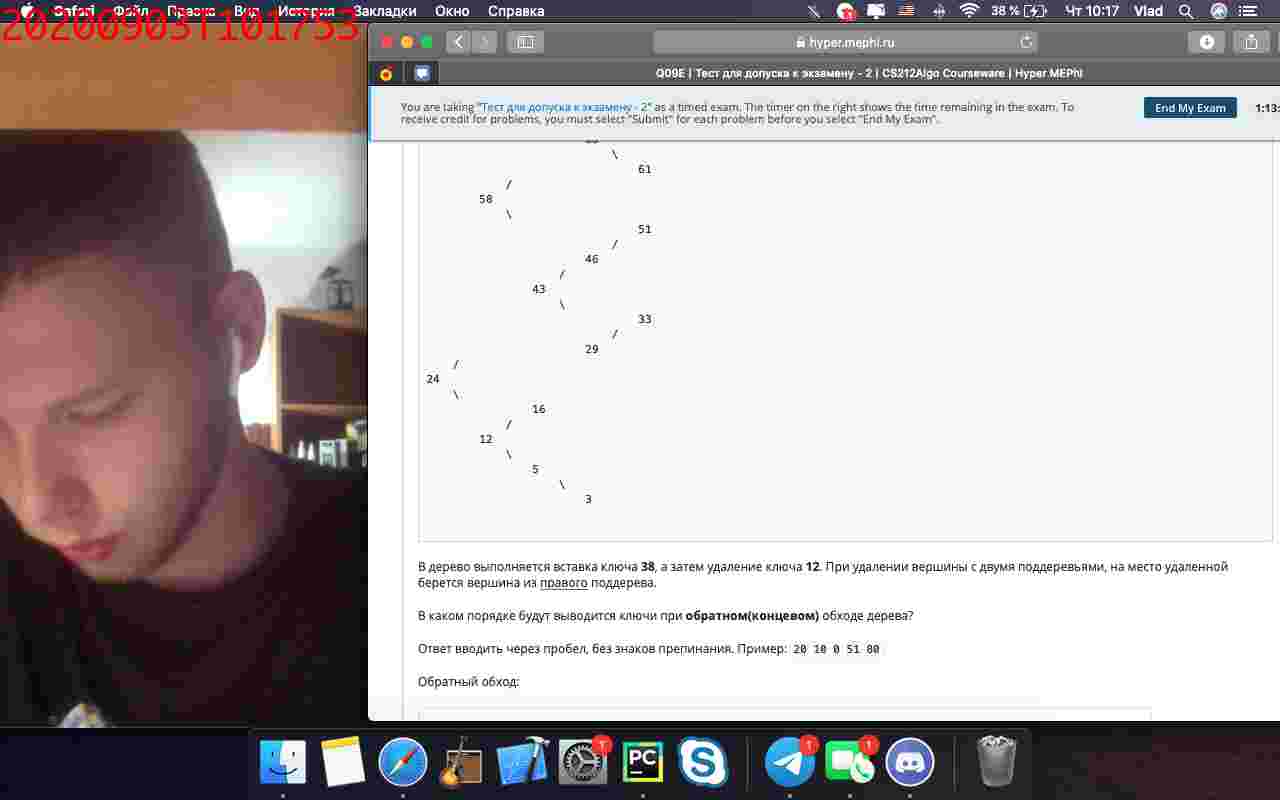 20200903T101753
Safari Файл Правка Вид История Закладки Окно Справка 38 % Чт 10:17 Vlad
hyper.mephi.ru
Q09E | Тест для допуска к экзамену - 2 | CS212Algo Courseware | Hyper.MEPhI
You are taking "Тест для допуска к экзамену - 2" as a timed exam. The timer on the right shows the time remaining in the exam. To
receive credit for problems, you must select "Submit" for each problem before you select "End My Exam".
End My Exam
1:13:
\
61
/
58
\
51
/
46
/
43
\
33
/
29
/
24
\
16
/
12
\
5
\
3
В дерево выполняется вставка ключа 38, а затем удаление ключа 12. При удалении вершины с двумя поддеревьями, на место удаленной
берется вершина из правого поддерева.
В каком порядке будут выводится ключи при обратном(концевом) обходе дерева?
Ответ вводить через пробел, без знаков препинания. Пример: 20 10 0 51 80
Обратный обход:
PC
1
1
1